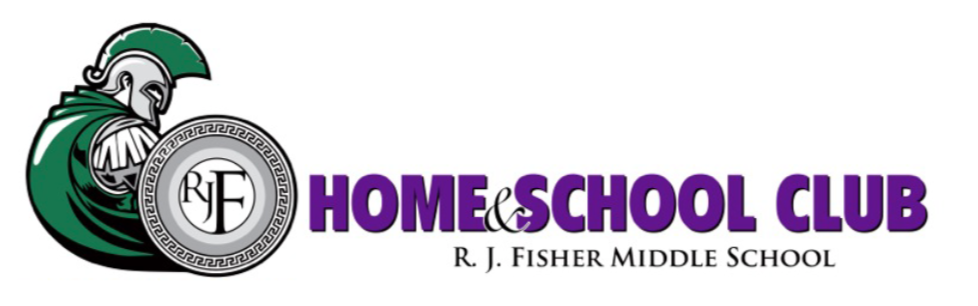 RJF
HOME & SCHOOL CLUB
R. J. FISHER MIDDLE SCHOOL